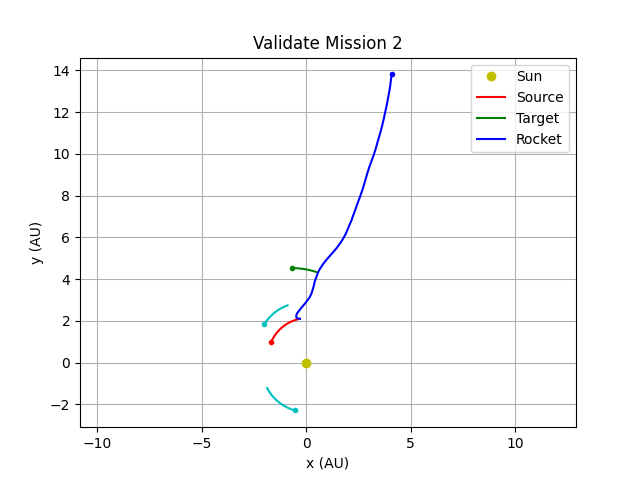 Validate Mission 2
Sun
Source
Target
Rocket
y (AU)
14
12
10
8
6
4
2
0
−2
−10
−5
0
5
10
x (AU)